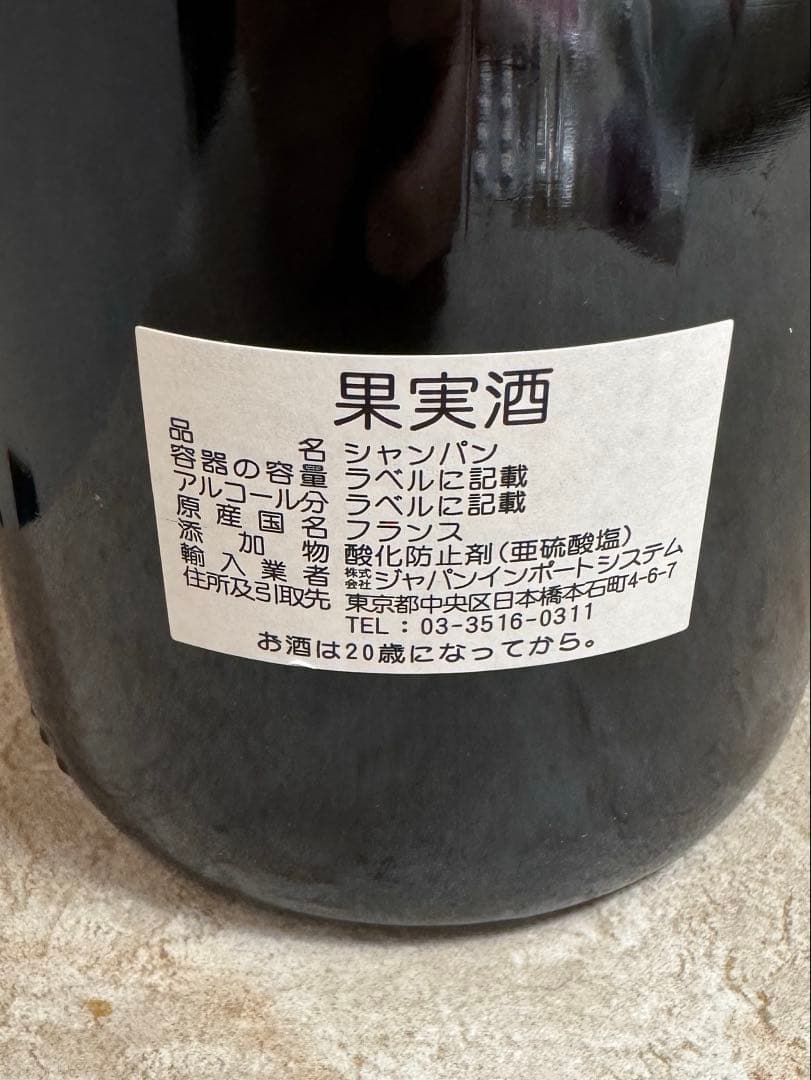 果実酒
品名 シャンパン
容器の容量 ラベルに記載
アルコール分 ラベルに記載
原産国名 フランス
添加物 酸化防止剤(亜硫酸塩)
輸入業者 株式会社ジャパンインポートシステム
住所及引取先 東京都中央区日本橋本石町4-6-7
TEL : 03-3516-0311
お酒は20歳になってから。